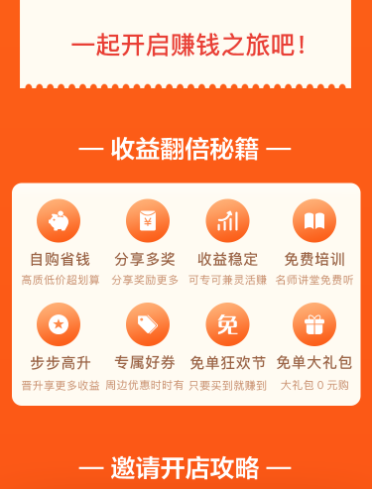 一起开启赚钱之旅吧！
— 收益翻倍秘籍 —
自购省钱 分享多奖 收益稳定 免费培训
高质低价超划算 分享奖励更多 可专可兼灵活赚 名师讲堂免费听
免
步步高升 专属好券 免单狂欢节 免单大礼包
晋升享更多收益 周边优惠时时有 只要买到就赚到 大礼包0元购
— 邀请开店攻略 —